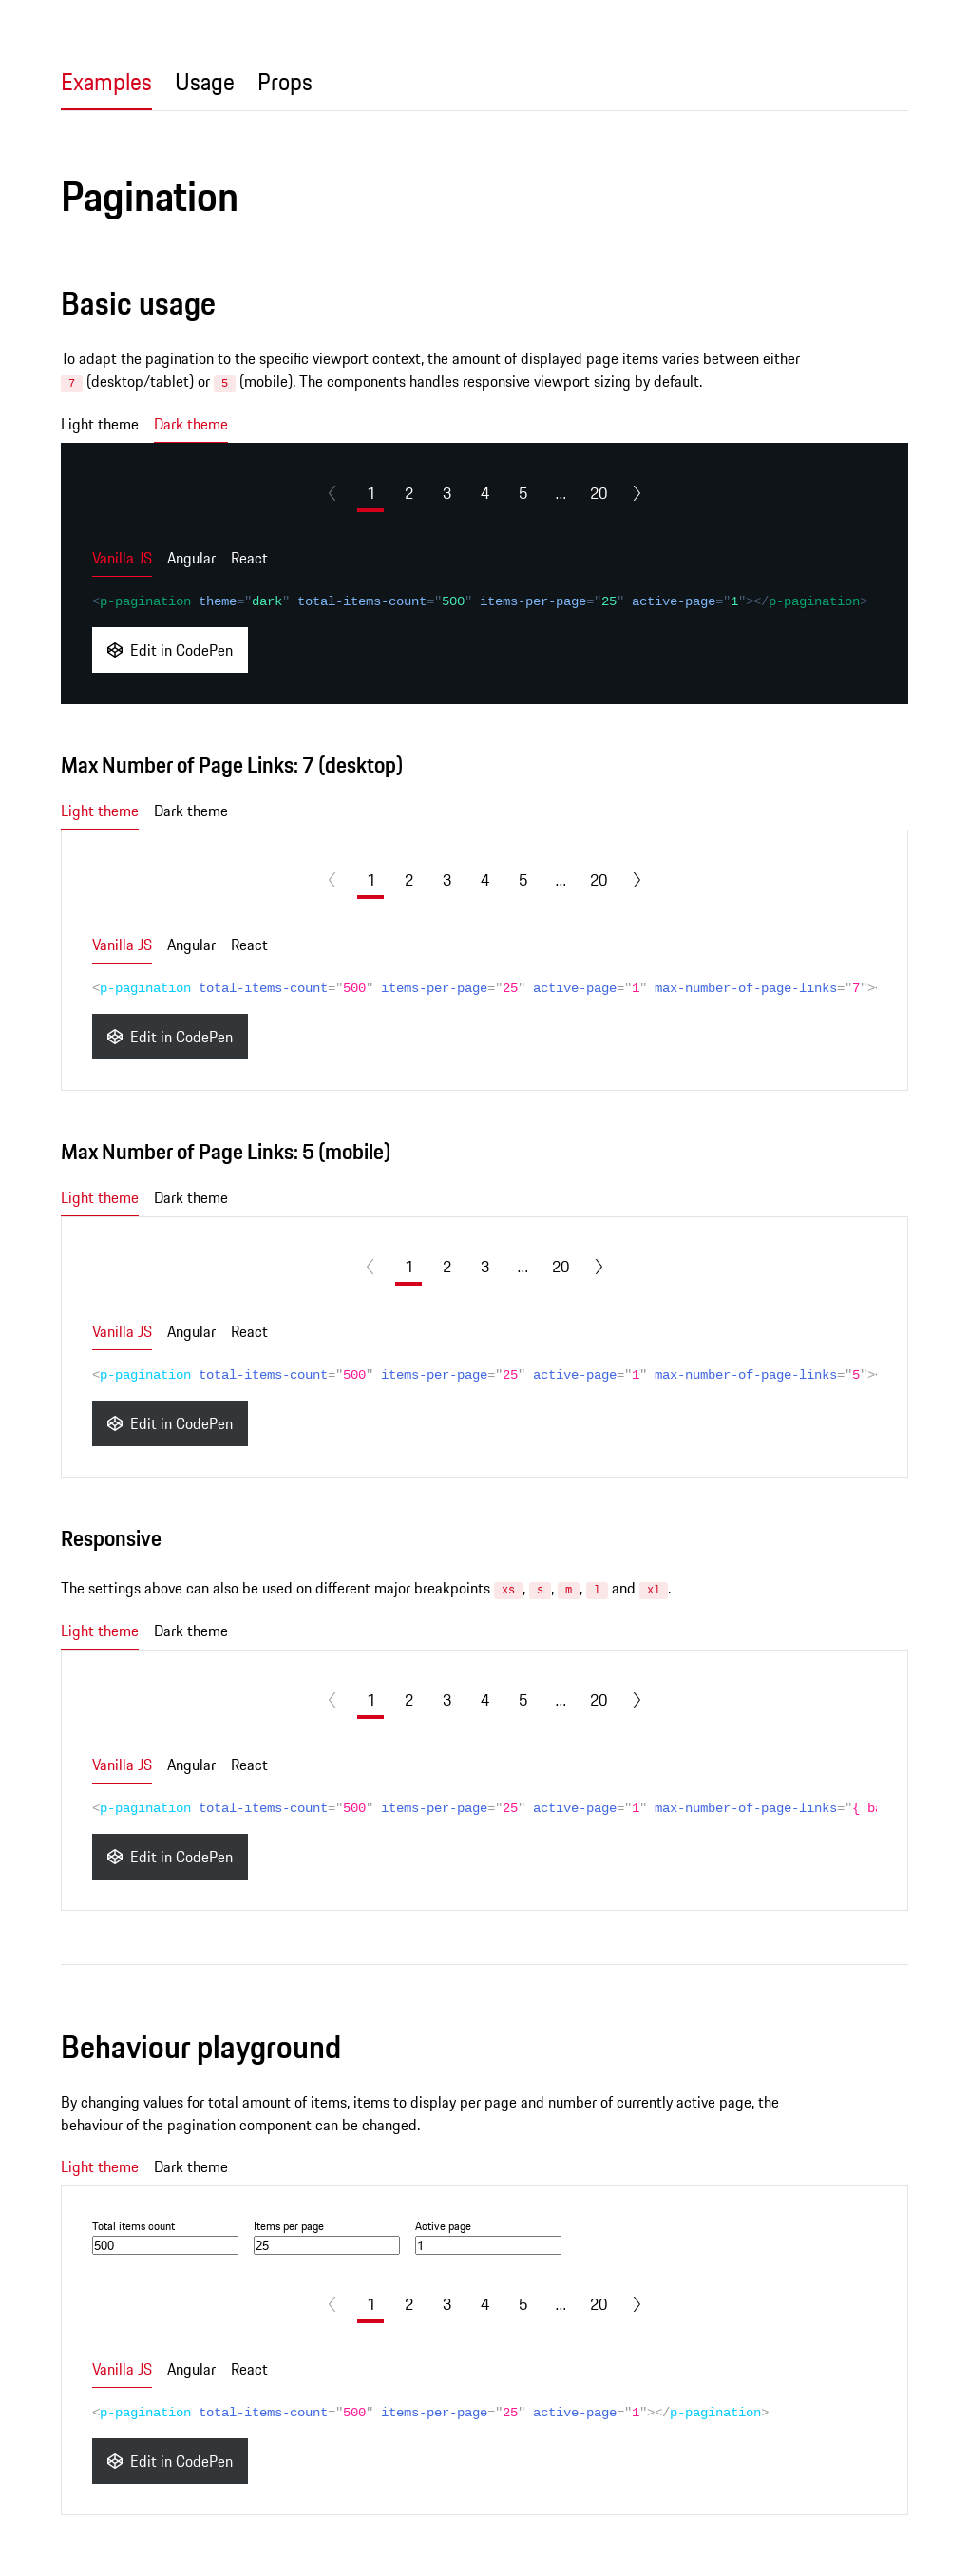 Examples Usage Props
Pagination
Basic usage
To adapt the pagination to the specific viewport context, the amount of displayed page items varies between either
7 (desktop/tablet) or 5 (mobile). The components handles responsive viewport sizing by default.
Light theme Dark theme
1 2 3 4 5 ... 20
Vanilla JS Angular React
<p-pagination theme="dark" total-items-count="500" items-per-page="25" active-page="1"></p-pagination>
Edit in CodePen
Max Number of Page Links: 7 (desktop)
Light theme Dark theme
1 2 3 4 5 ... 20
Vanilla JS Angular React
<p-pagination total-items-count="500" items-per-page="25" active-page="1" max-number-of-page-links="7"><
Edit in CodePen
Max Number of Page Links: 5 (mobile)
Light theme Dark theme
1 2 3 ... 20
Vanilla JS Angular React
<p-pagination total-items-count="500" items-per-page="25" active-page="1" max-number-of-page-links="5"><
Edit in CodePen
Responsive
The settings above can also be used on different major breakpoints xs, s, m, l and xl.
Light theme Dark theme
1 2 3 4 5 ... 20
Vanilla JS Angular React
<p-pagination total-items-count="500" items-per-page="25" active-page="1" max-number-of-page-links="{
Edit in CodePen
Behaviour playground
By changing values for total amount of items, items to display per page and number of currently active page, the
behaviour of the pagination component can be changed.
Light theme Dark theme
Total items count Items per page Active page
500 25 1
1 2 3 4 5 ... 20
Vanilla JS Angular React
<p-pagination total-items-count="500" items-per-page="25" active-page="1"></p-pagination>
Edit in CodePen